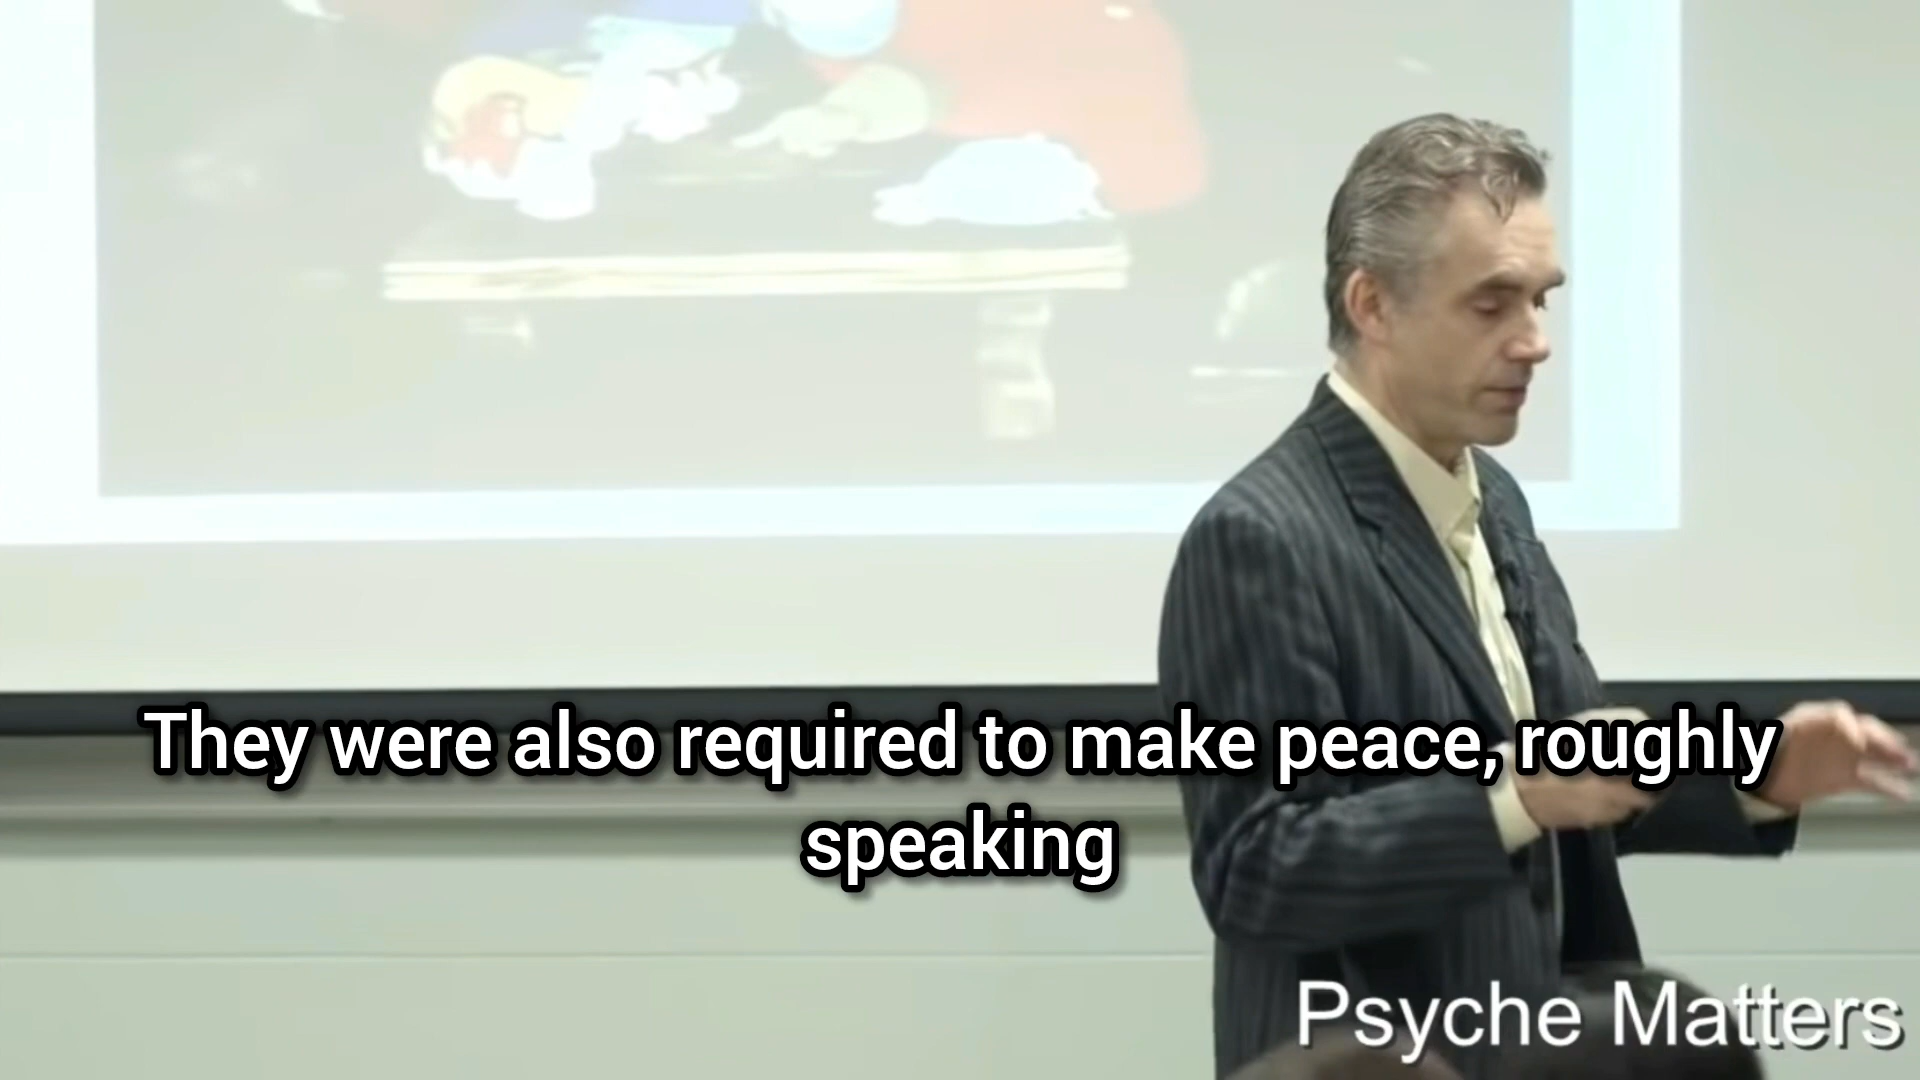 They were also required to make peace, roughly
speaking
Psyche Matters